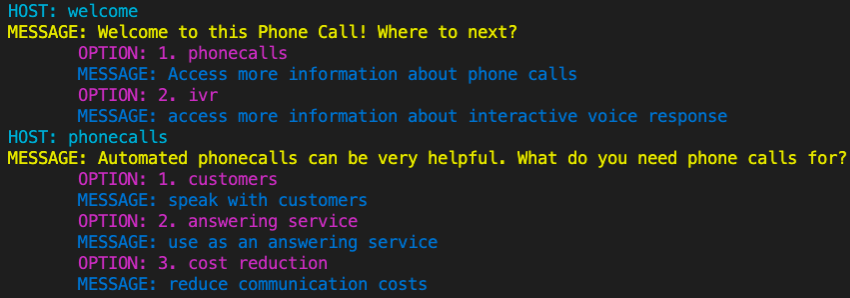 HOST: welcome
MESSAGE: Welcome to this Phone Call! Where to next?
OPTION: 1. phonecalls
MESSAGE: Access more information about phone calls
OPTION: 2. ivr
MESSAGE: access more information about interactive voice response
HOST: phonecalls
MESSAGE: Automated phonecalls can be very helpful. What do you need phone calls for?
OPTION: 1. customers
MESSAGE: speak with customers
OPTION: 2. answering service
MESSAGE: use as an answering service
OPTION: 3. cost reduction
MESSAGE: reduce communication costs